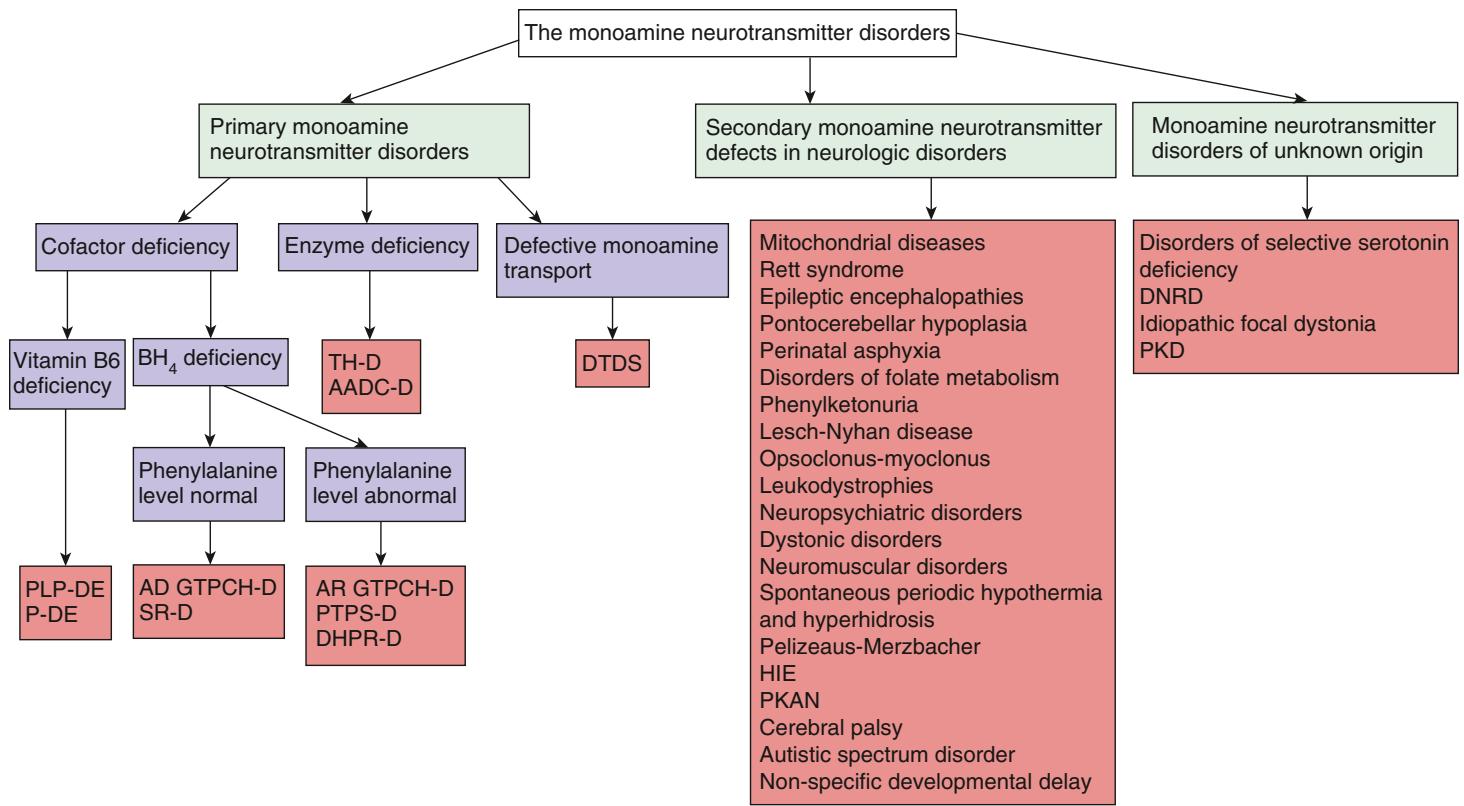 The monoamine neurotransmitter disorders
Primary monoamine
neurotransmitter disorders
Secondary monoamine neurotransmitter
defects in neurologic disorders
Monoamine neurotransmitter
disorders of unknown origin
Cofactor deficiency
Enzyme deficiency
Defective monoamine
transport
Vitamin B6
deficiency
BH4 deficiency
TH-D
AADC-D
DTDS
Phenylalanine
level normal
Phenylalanine
level abnormal
PLP-DE
P-DE
AD GTPCH-D
SR-D
AR GTPCH-D
PTPS-D
DHPR-D
Mitochondrial diseases
Rett syndrome
Epileptic encephalopathies
Pontocerebellar hypoplasia
Perinatal asphyxia
Disorders of folate metabolism
Phenylketonuria
Lesch-Nyhan disease
Opsoclonus-myoclonus
Leukodystrophies
Neuropsychiatric disorders
Dystonic disorders
Neuromuscular disorders
Spontaneous periodic hypothermia
and hyperhidrosis
Pelizeaus-Merzbacher
HIE
PKAN
Cerebral palsy
Autistic spectrum disorder
Non-specific developmental delay
Disorders of selective serotonin
deficiency
DNRD
Idiopathic focal dystonia
PKD